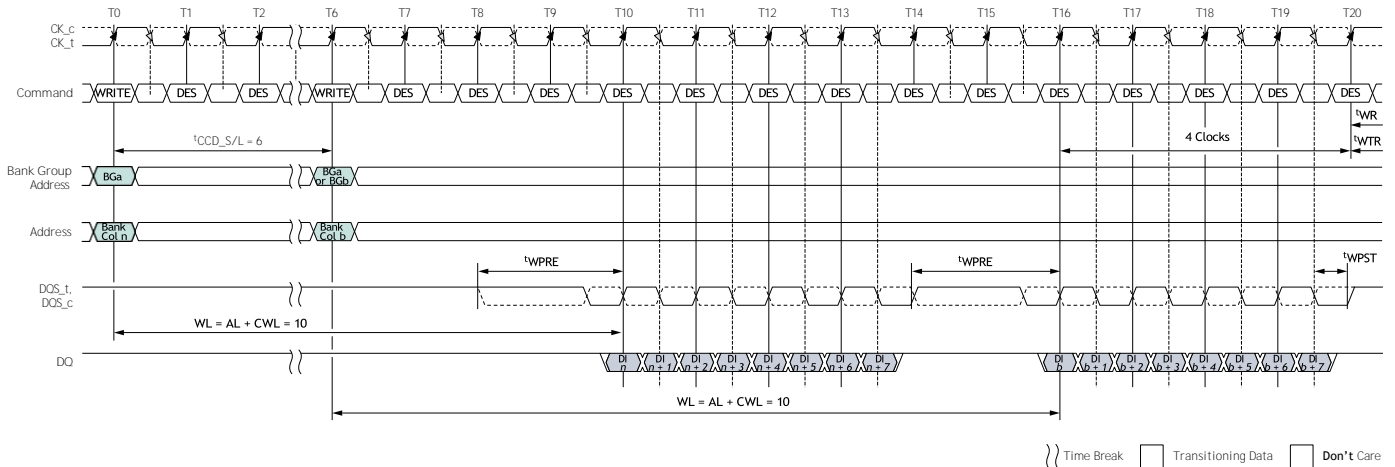 T0 T1 T2 T6 T7 T8 T9 T10 T11 T12 T13 T14 T15 T16 T17 T18 T19 T20
CK_c
CK_t
Command WRITE DES DES WRITE DES DES DES DES DES DES DES DES DES DES DES DES DES DES
tWR
tCCD_S/L = 6
4 Clocks
tWTR
Bank Group
Address
BGa
BGa
or BGb
Address
Bank
Col n
Bank
Col b
tWPRE
tWPRE
tWPST
DQS_t,
DQS_c
WL = AL + CWL = 10
DQ
DI
n
DI
n + 1
DI
n + 2
DI
n + 3
DI
n + 4
DI
n + 5
DI
n + 6
DI
n + 7
DI
b
DI
b + 1
DI
b + 2
DI
b + 3
DI
b + 4
DI
b + 5
DI
b + 6
DI
b + 7
WL = AL + CWL = 10
Time Break Transitioning Data Don't Care